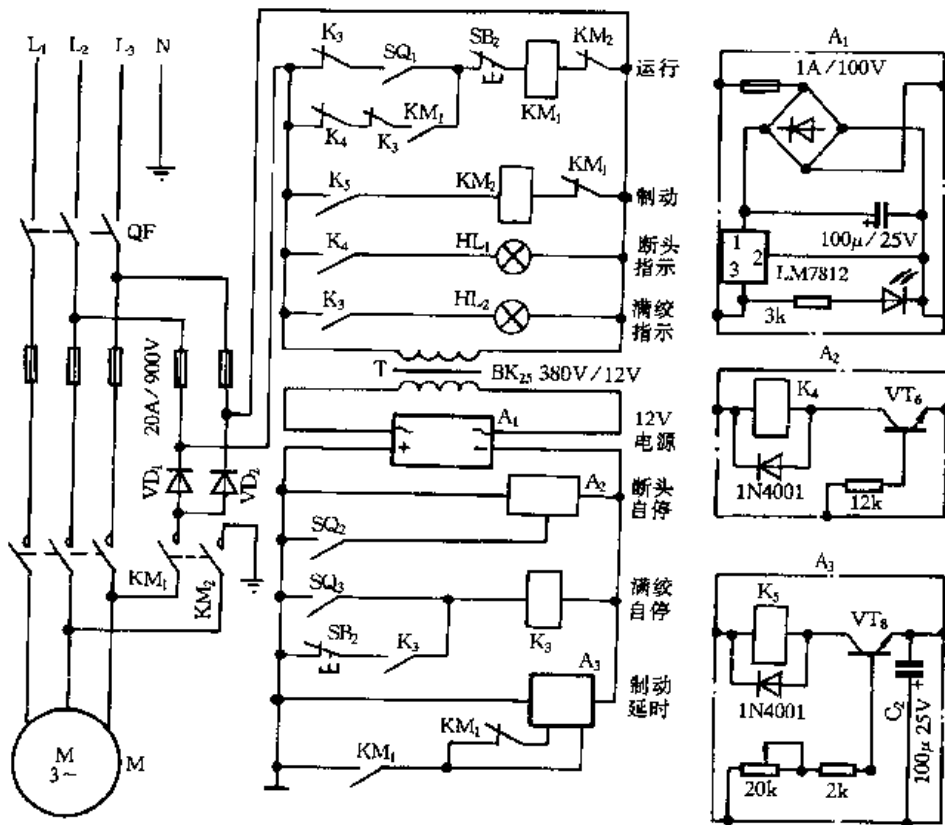 L₁ L₂ L₃ N
QF
20A/900V
VD₁ VD₂
KM₁ KM₂
M
3～
M
K₃ SQ₁ SB₂ KM₁ KM₂ 运行
K₄ K₃ KM₁
K₅ KM₂ KM₁ 制动
K₄ HL₁ 断头
指示
K₃ HL₂ 满绞
指示
T BK₂₅ 380V/12V
+ − A₁ 12V
电源
A₂ 断头
自停
SQ₂
SQ₃ K₃ 满绞
自停
SB₂ K₃
A₃ 制动
延时
KM₁ KM₁
A₁
1A/100V
+ 100μ/25V
1 2 3
LM7812
3k
A₂
K₄ VT₆
1N4001
12k
A₃
K₅ VT₈
1N4001
C₂ + 100μ 25V
20k 2k